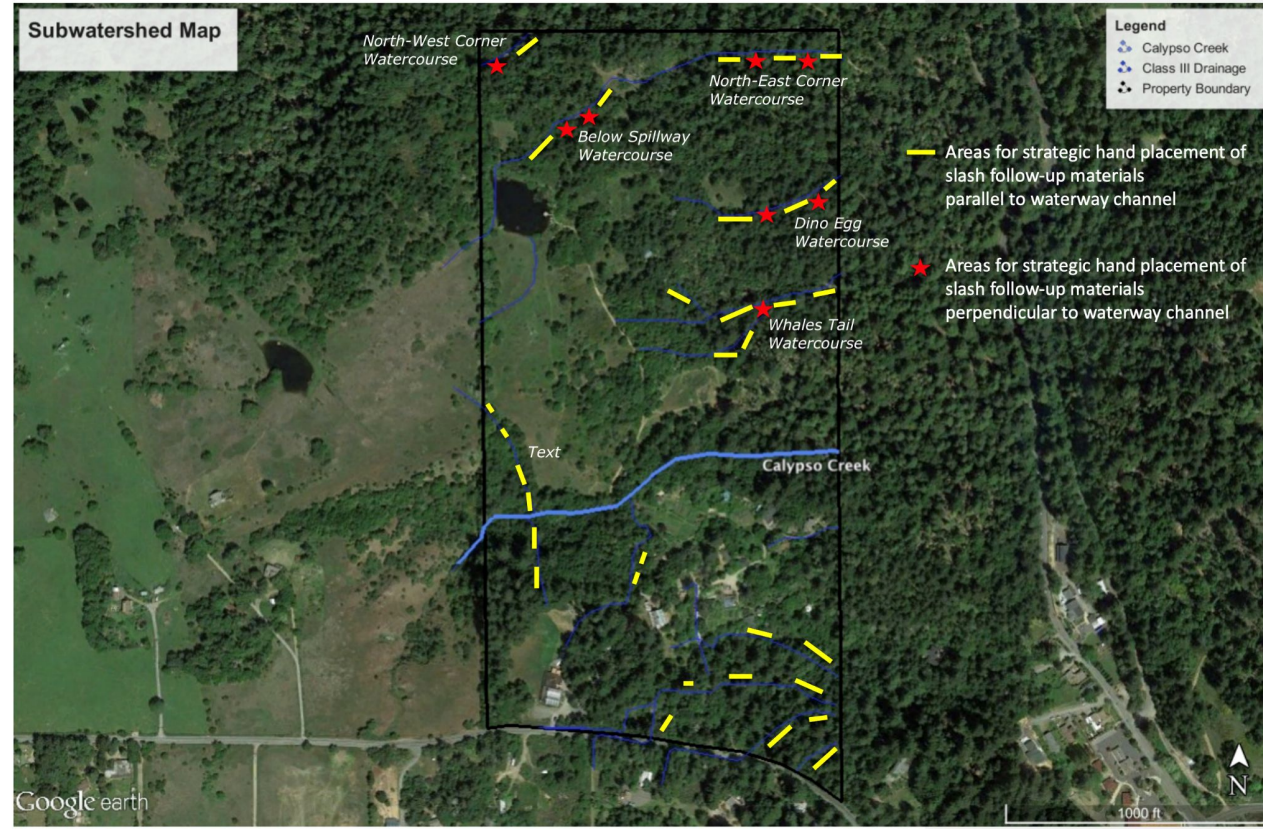 Subwatershed Map
North-West Corner
Watercourse
Legend
Calypso Creek
Class III Drainage
Property Boundary
North-East Corner
Watercourse
Below Spillway
Watercourse
Areas for strategic hand placement of
slash follow-up materials
parallel to waterway channel
Dino Egg
Watercourse
Areas for strategic hand placement of
slash follow-up materials
perpendicular to waterway channel
Whales Tail
Watercourse
Text
Calypso Creek
N
Google earth
1000 ft